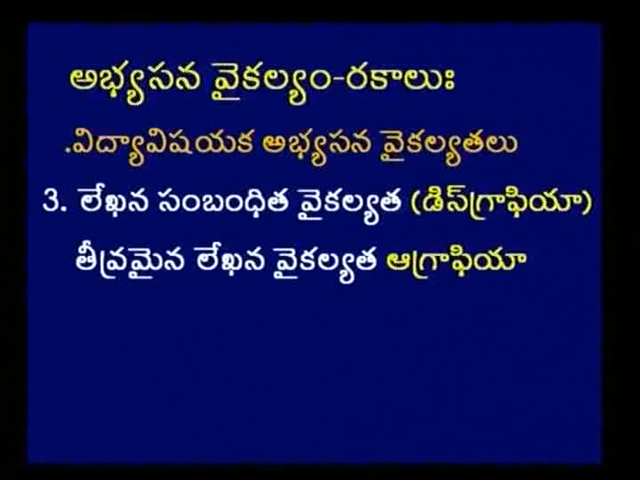 అభ్యసన వైకల్యం-రకాలుః
.విద్యావిషయక అభ్యసన వైకల్యతలు
3. లేఖన సంబంధిత వైకల్యత (డిస్‌గ్రాఫియా)
తీవ్రమైన లేఖన వైకల్యత ఆగ్రాఫియా